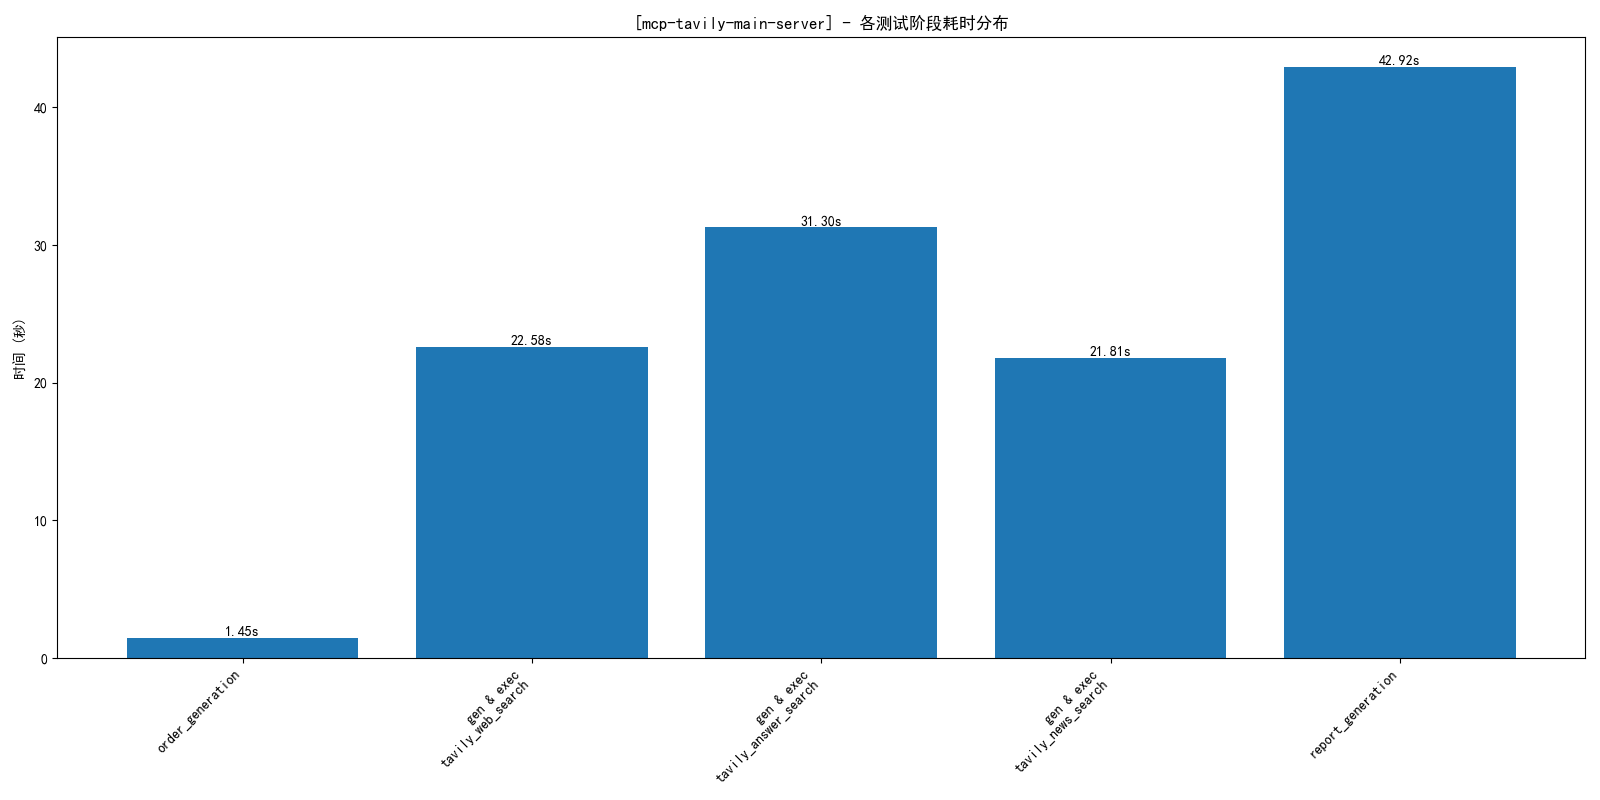 [mcp-tavily-main-server] - 各测试阶段耗时分布
时间 (秒)
40
30
20
10
0
1.45s
22.58s
31.30s
21.81s
42.92s
order_generation
gen & exec
tavily_web_search
gen & exec
tavily_answer_search
gen & exec
tavily_news_search
report_generation